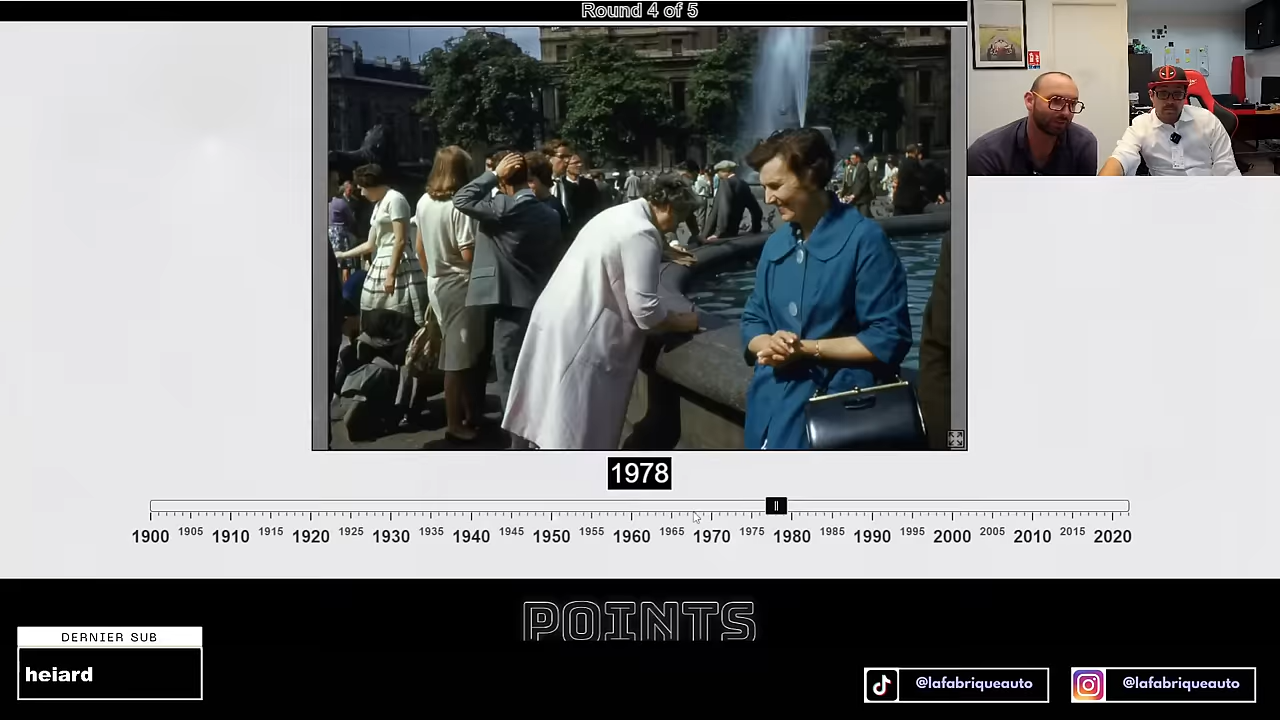 Round 4 of 5
1978
1900 1905 1910 1915 1920 1925 1930 1935 1940 1945 1950 1955 1960 1965 1970 1975 1980 1985 1990 1995 2000 2005 2010 2015 2020
POINTS
DERNIER SUB
heiard
@lafabriqueauto
@lafabriqueauto